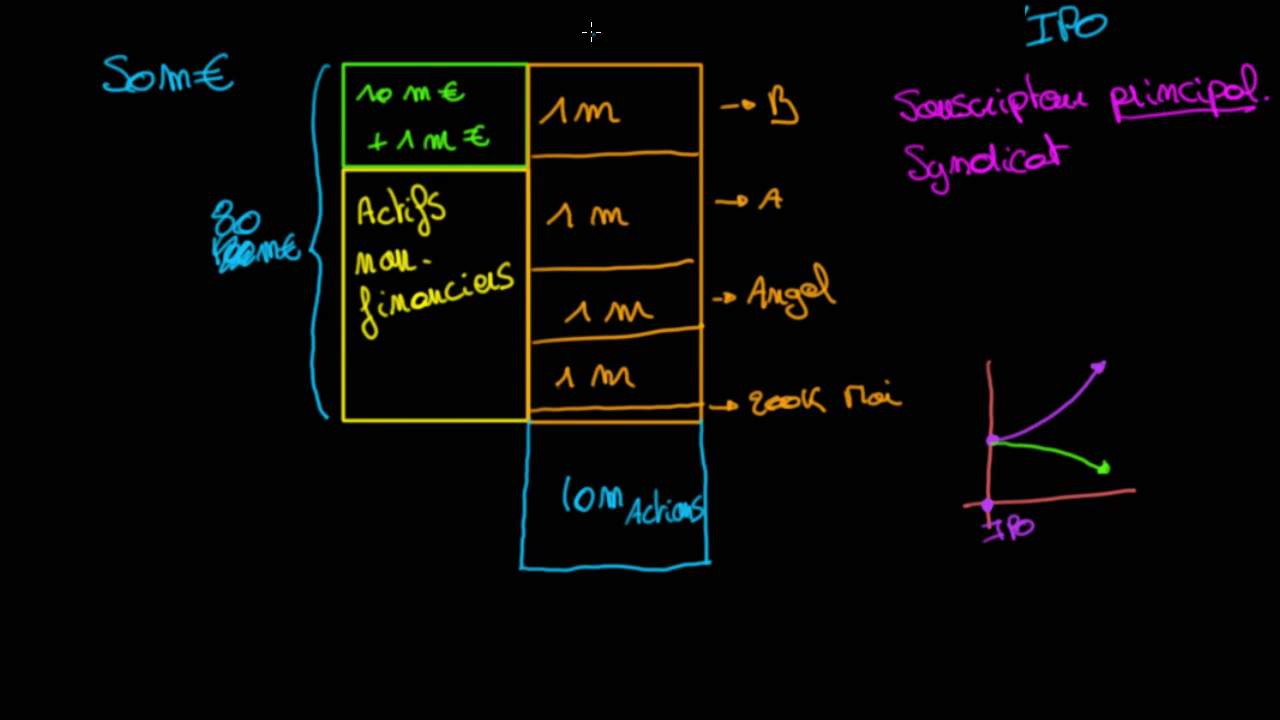 IPO
50m€
Souscripteur principal.
Syndicat
10 m €
+ 1 m €
1 m
→ B
Actifs
non-
financiers
1 m
→ A
80
m€
1 m
→ Angel
1 m
→ 200K Moi
10m Actions
IPO